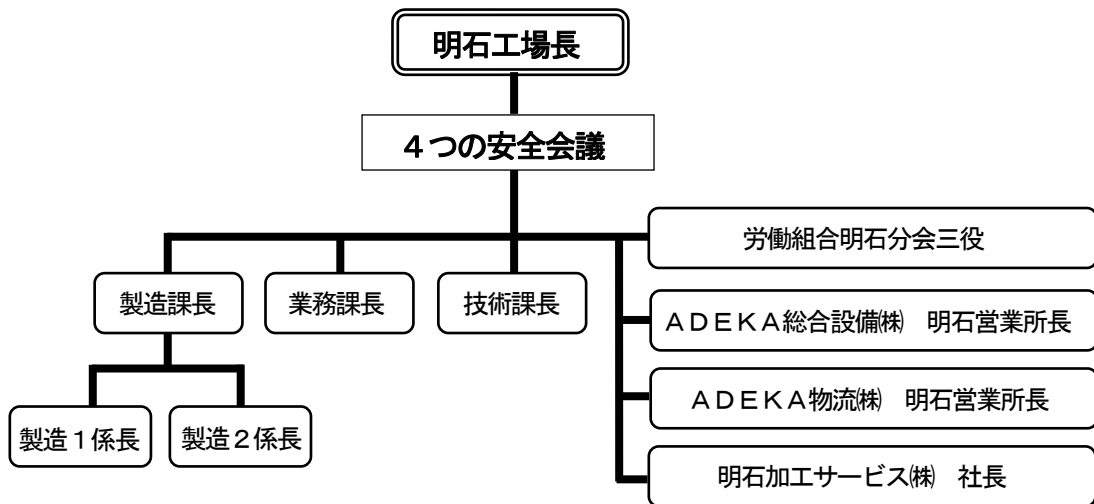 明石工場長
４つの安全会議
労働組合明石分会三役
製造課長
業務課長
技術課長
ＡＤＥＫＡ総合設備㈱　明石営業所長
ＡＤＥＫＡ物流㈱　明石営業所長
製造１係長
製造２係長
明石加工サービス㈱　社長